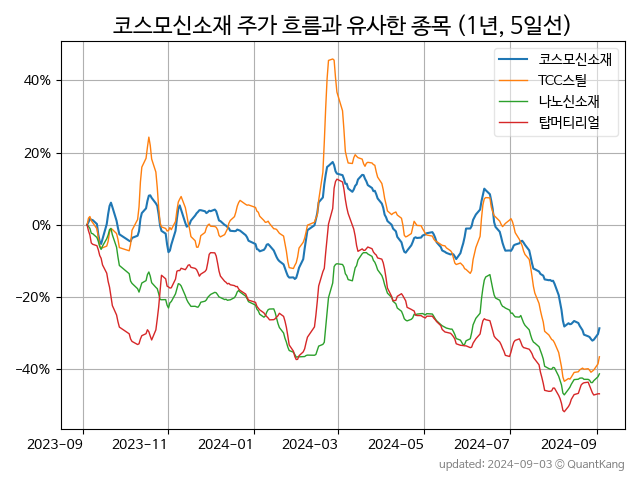 코스모신소재 주가 흐름과 유사한 종목 (1년, 5일선)
코스모신소재
TCC스틸
나노신소재
탑머티리얼
40%
20%
0%
−20%
−40%
2023-09 2023-11 2024-01 2024-03 2024-05 2024-07 2024-09
updated: 2024-09-03 © QuantKang